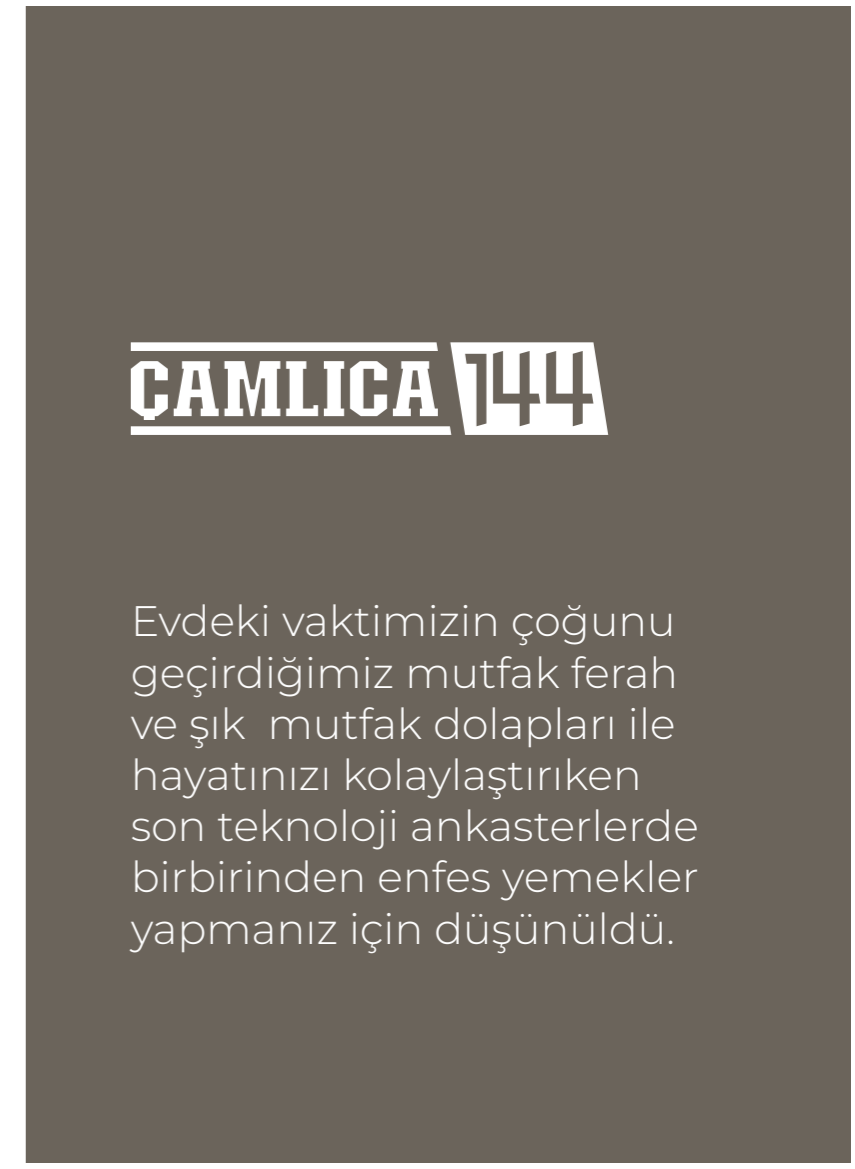 ÇAMLICA 144
Evdeki vaktimizin çoğunu
geçirdiğimiz mutfak ferah
ve şık  mutfak dolapları ile
hayatınızı kolaylaştırıken
son teknoloji ankasterlerde
birbirinden enfes yemekler
yapmanız için düşünüldü.